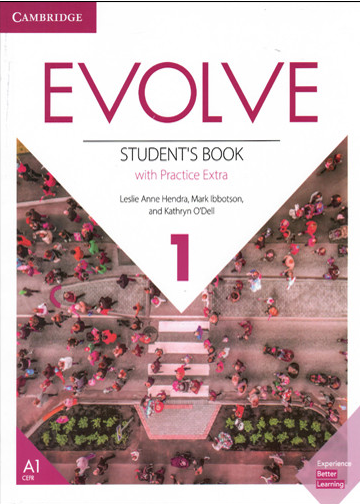 CAMBRIDGE
EVOLVE
STUDENT'S BOOK
with Practice Extra
Leslie Anne Hendra, Mark Ibbotson,
and Kathryn O'Dell
1
A1
CEFR
Experience
Better
Learning